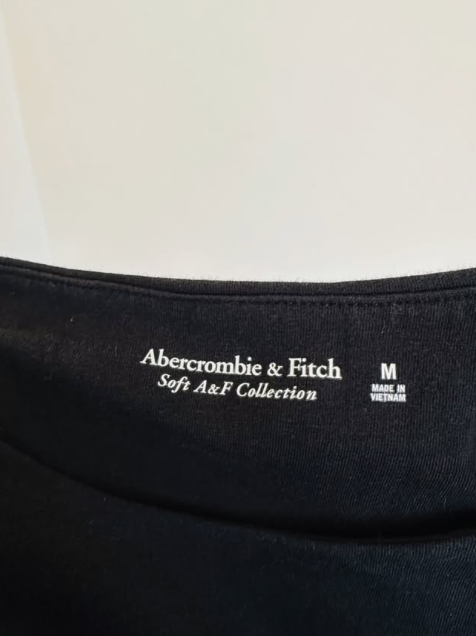 Abercrombie & Fitch
Soft A&F Collection
M
MADE IN
VIETNAM